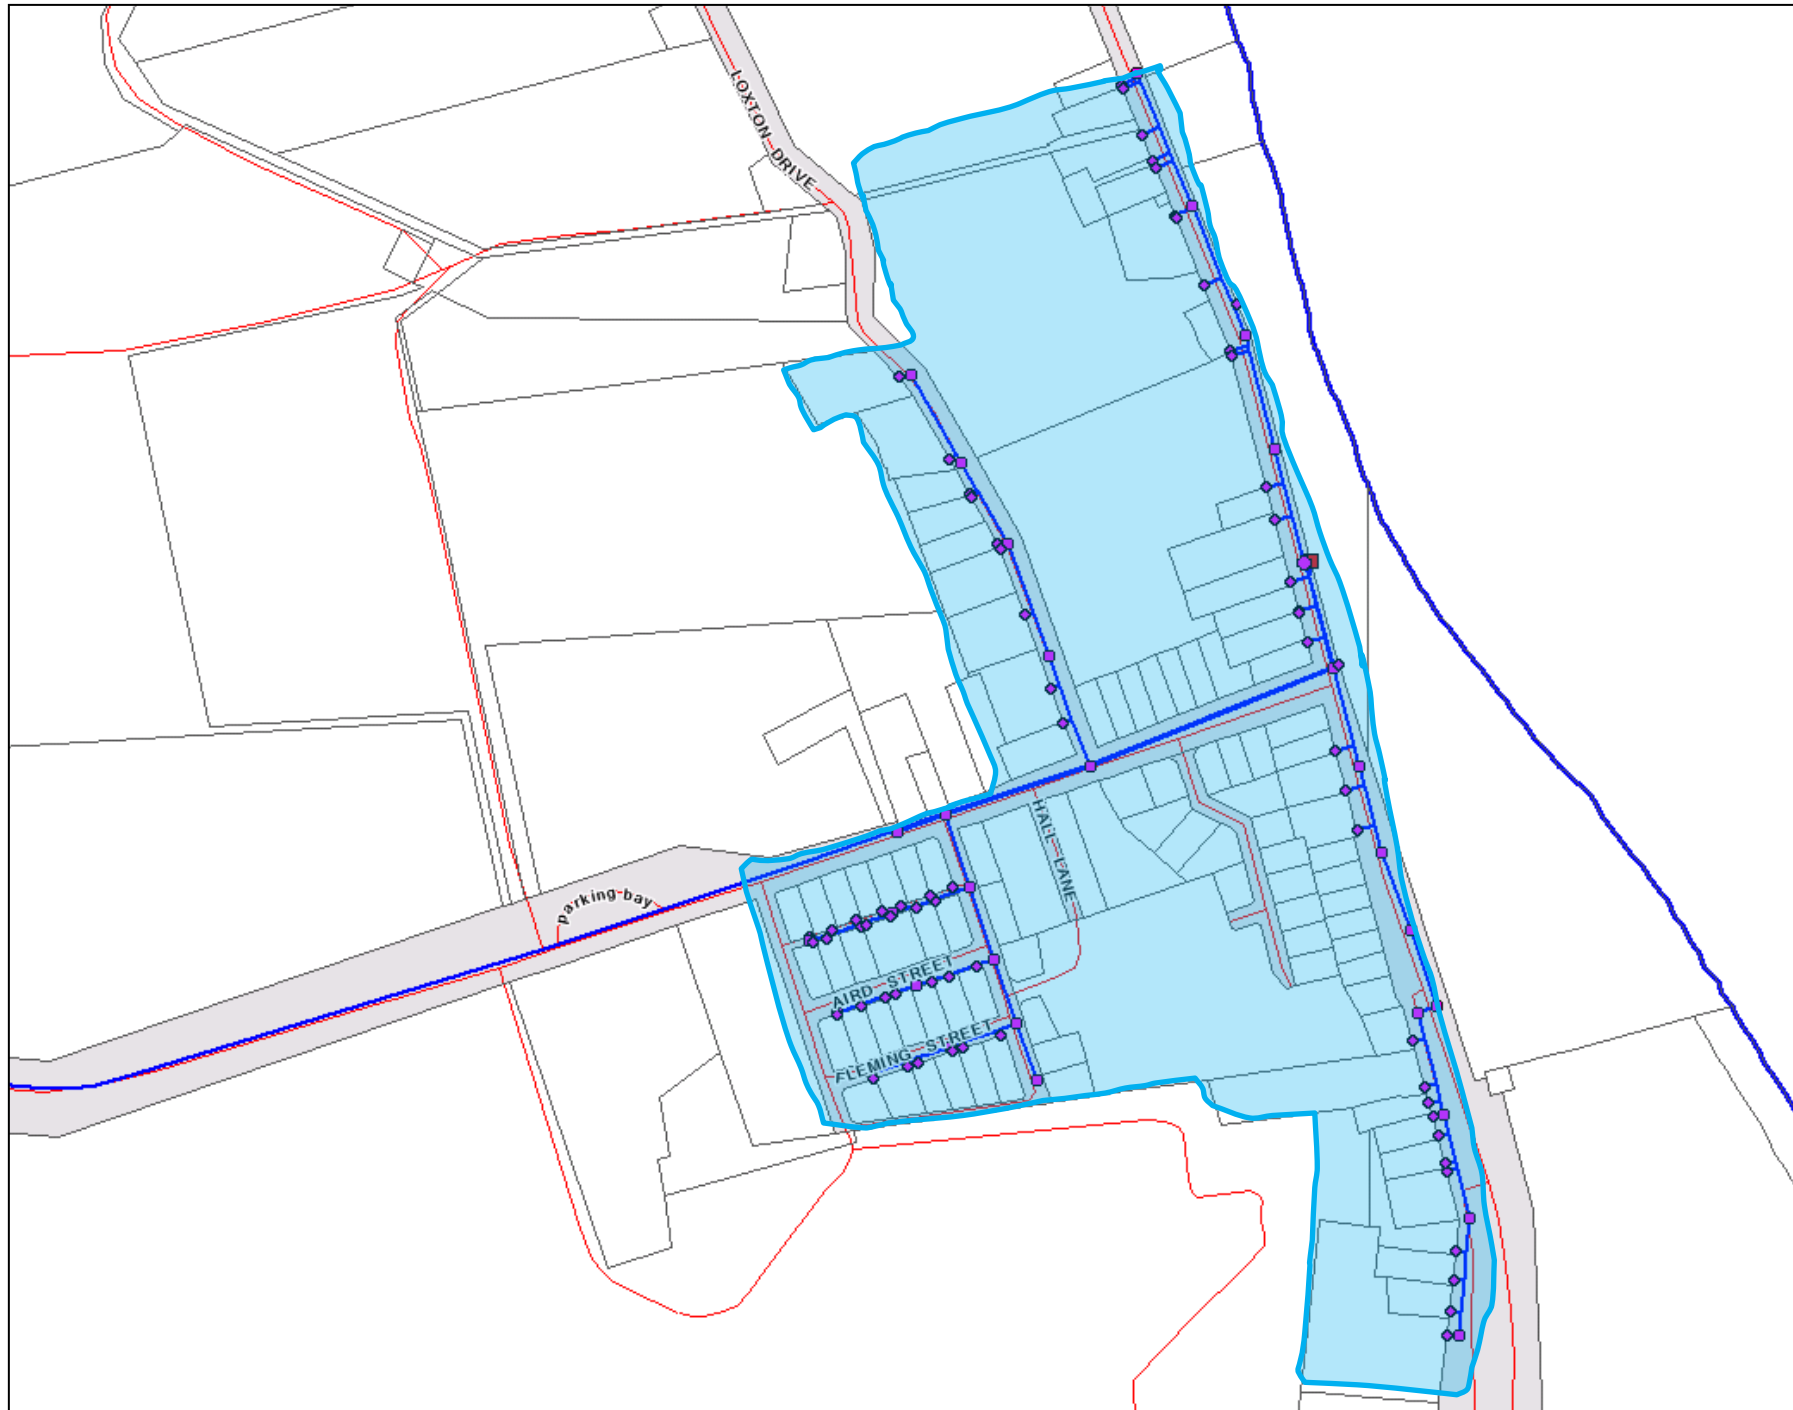 LOXTON DRIVE
HALL LANE
parking bay
AIRD STREET
FLEMING STREET